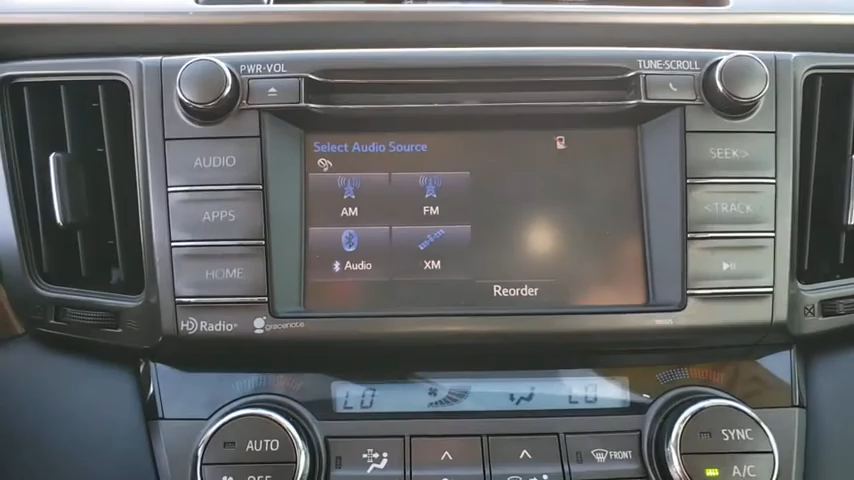 PWR•VOL
TUNE•SCROLL
Select Audio Source
AUDIO
SEEK>
AM
FM
APPS
<TRACK
Audio
XM
HOME
Reorder
HD Radio
gracenote
LO
LO
AUTO
OFF
FRONT
SYNC
A/C